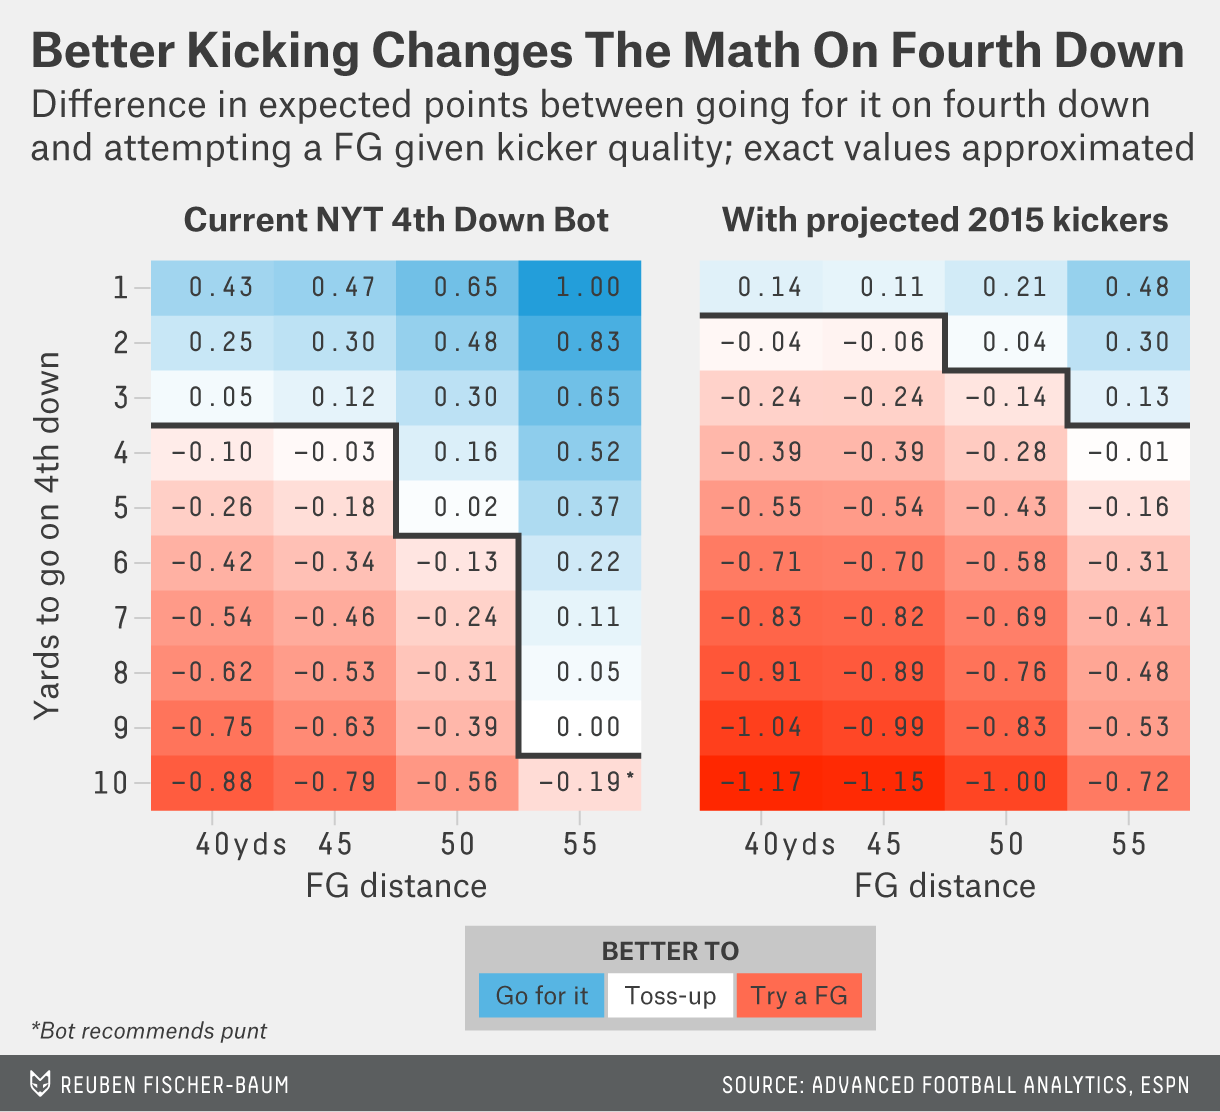 Better Kicking Changes The Math On Fourth Down
Difference in expected points between going for it on fourth down
and attempting a FG given kicker quality; exact values approximated
Current NYT 4th Down Bot
Yards to go on 4th down
1 0.43 0.47 0.65 1.00
2 0.25 0.30 0.48 0.83
3 0.05 0.12 0.30 0.65
4 −0.10 −0.03 0.16 0.52
5 −0.26 −0.18 0.02 0.37
6 −0.42 −0.34 −0.13 0.22
7 −0.54 −0.46 −0.24 0.11
8 −0.62 −0.53 −0.31 0.05
9 −0.75 −0.63 −0.39 0.00
10 −0.88 −0.79 −0.56 −0.19*
40yds 45 50 55
FG distance
With projected 2015 kickers
0.14 0.11 0.21 0.48
−0.04 −0.06 0.04 0.30
−0.24 −0.24 −0.14 0.13
−0.39 −0.39 −0.28 −0.01
−0.55 −0.54 −0.43 −0.16
−0.71 −0.70 −0.58 −0.31
−0.83 −0.82 −0.69 −0.41
−0.91 −0.89 −0.76 −0.48
−1.04 −0.99 −0.83 −0.53
−1.17 −1.15 −1.00 −0.72
40yds 45 50 55
FG distance
BETTER TO
Go for it Toss-up Try a FG
*Bot recommends punt
REUBEN FISCHER-BAUM
SOURCE: ADVANCED FOOTBALL ANALYTICS, ESPN